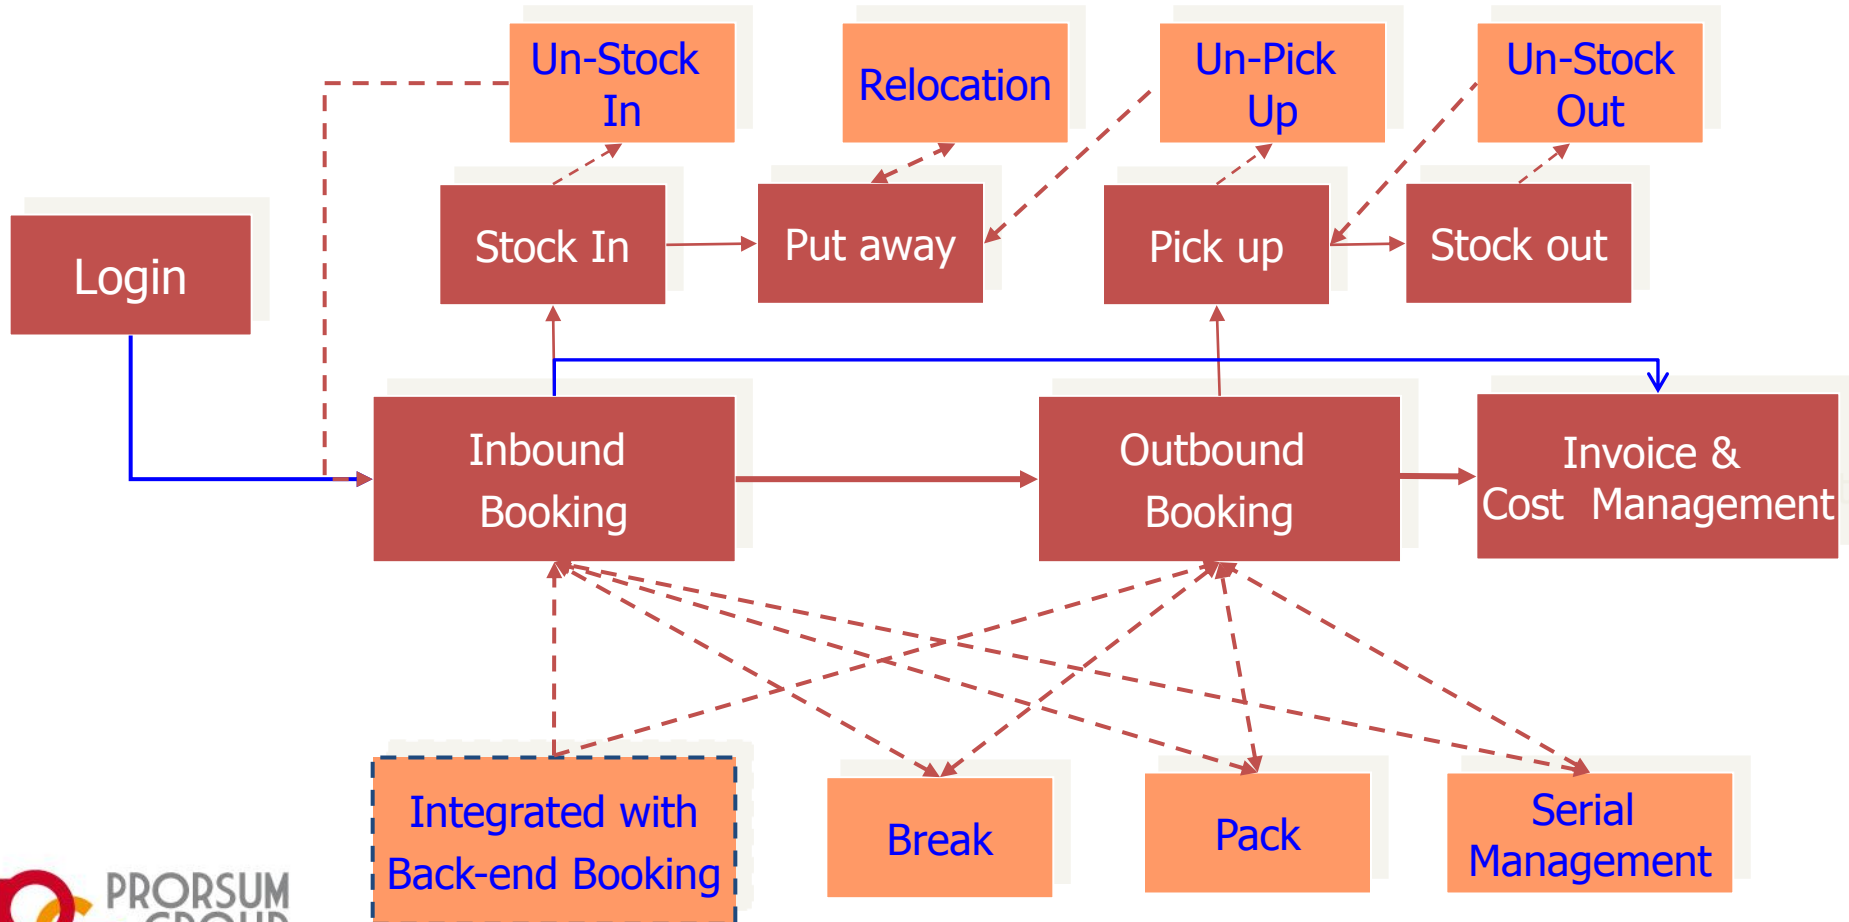 Un-Stock
In
Relocation
Un-Pick
Up
Un-Stock
Out
Login
Stock In
Put away
Pick up
Stock out
Inbound
Booking
Outbound
Booking
Invoice &
Cost Management
Integrated with
Back-end Booking
Break
Pack
Serial
Management
PRORSUM
GROUP